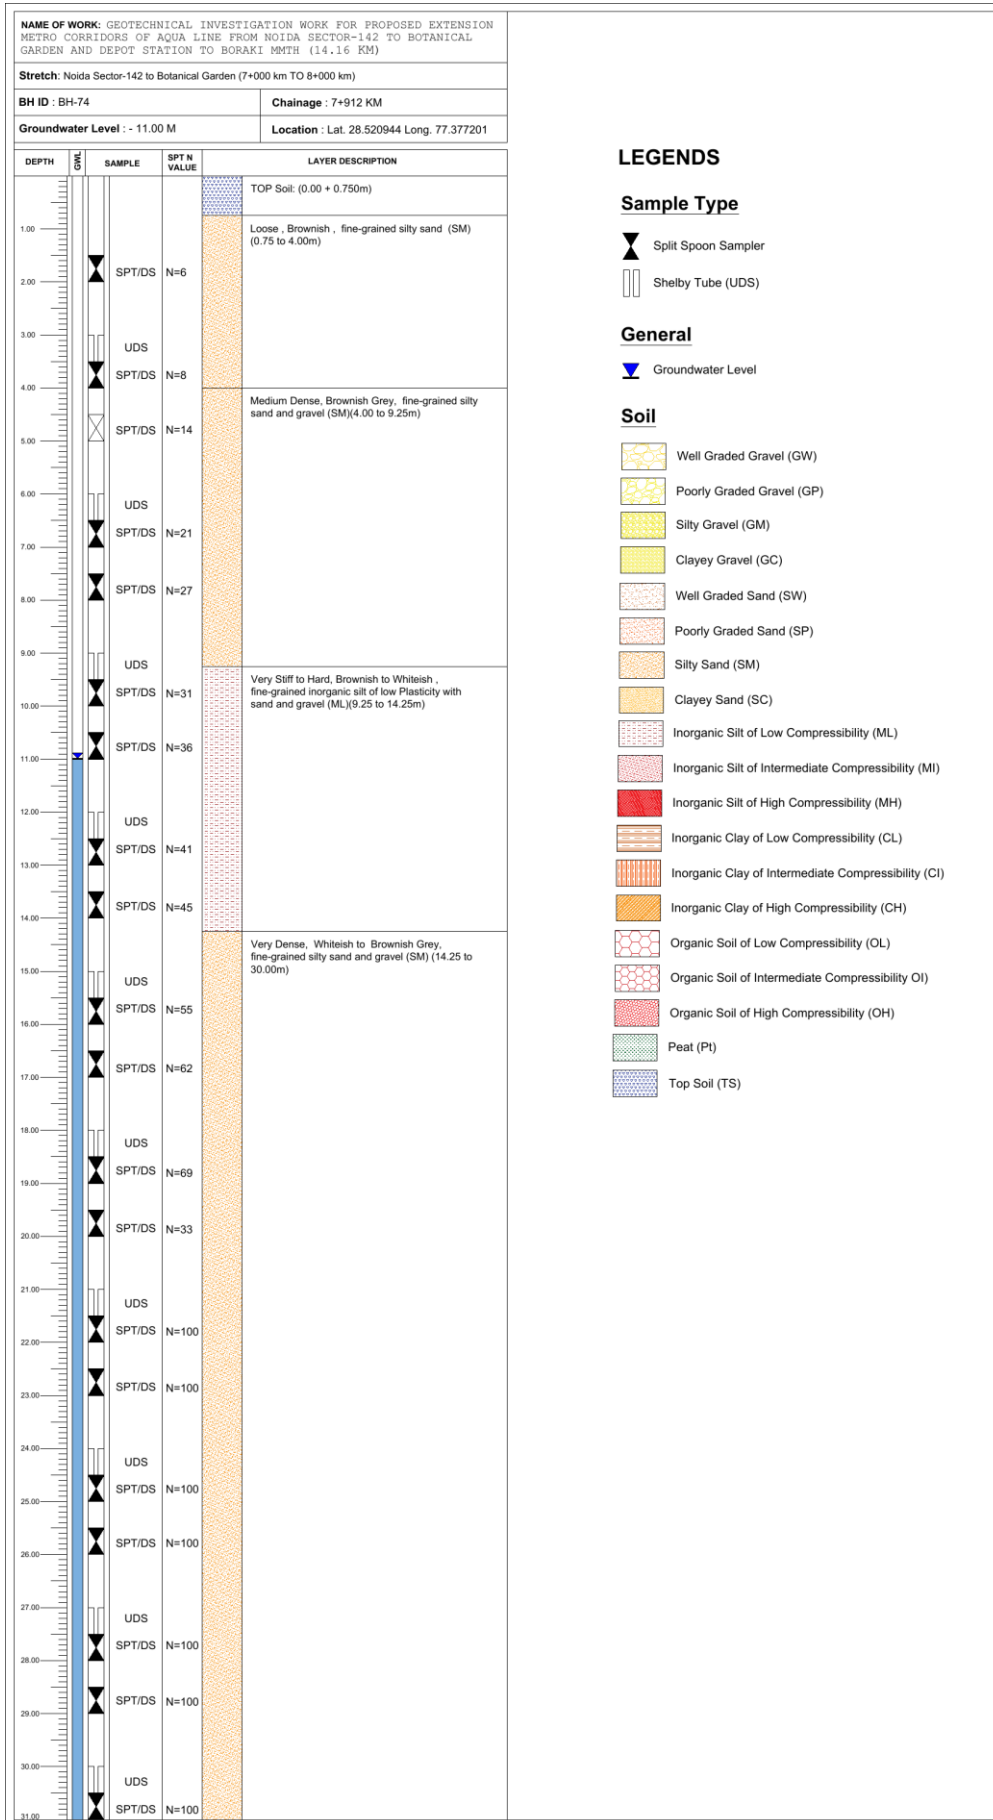 NAME OF WORK: GEOTECHNICAL INVESTIGATION WORK FOR PROPOSED EXTENSION
METRO CORRIDORS OF AQUA LINE FROM NOIDA SECTOR-142 TO BOTANICAL
GARDEN AND DEPOT STATION TO BORAKI MMTH (14.16 KM)
Stretch: Noida Sector-142 to Botanical Garden (7+000 km TO 8+000 km)
BH ID : BH-74
Chainage : 7+912 KM
Groundwater Level : - 11.00 M
Location : Lat. 28.520944 Long. 77.377201
DEPTH GWL SAMPLE SPT N VALUE LAYER DESCRIPTION
TOP Soil: (0.00 + 0.750m)
1.00
Loose , Brownish , fine-grained silty sand (SM)
(0.75 to 4.00m)
SPT/DS N=6
2.00
3.00
UDS
SPT/DS N=8
4.00
Medium Dense, Brownish Grey, fine-grained silty
sand and gravel (SM)(4.00 to 9.25m)
SPT/DS N=14
5.00
6.00
UDS
SPT/DS N=21
7.00
SPT/DS N=27
8.00
9.00
UDS
Very Stiff to Hard, Brownish to Whiteish ,
fine-grained inorganic silt of low Plasticity with
sand and gravel (ML)(9.25 to 14.25m)
SPT/DS N=31
10.00
SPT/DS N=36
11.00
12.00
UDS
SPT/DS N=41
13.00
SPT/DS N=45
14.00
Very Dense, Whiteish to Brownish Grey,
fine-grained silty sand and gravel (SM) (14.25 to
30.00m)
15.00
UDS
SPT/DS N=55
16.00
SPT/DS N=62
17.00
18.00
UDS
SPT/DS N=69
19.00
SPT/DS N=33
20.00
21.00
UDS
SPT/DS N=100
22.00
SPT/DS N=100
23.00
24.00
UDS
SPT/DS N=100
25.00
SPT/DS N=100
26.00
27.00
UDS
SPT/DS N=100
28.00
SPT/DS N=100
29.00
30.00
UDS
SPT/DS N=100
31.00
LEGENDS
Sample Type
Split Spoon Sampler
Shelby Tube (UDS)
General
Groundwater Level
Soil
Well Graded Gravel (GW)
Poorly Graded Gravel (GP)
Silty Gravel (GM)
Clayey Gravel (GC)
Well Graded Sand (SW)
Poorly Graded Sand (SP)
Silty Sand (SM)
Clayey Sand (SC)
Inorganic Silt of Low Compressibility (ML)
Inorganic Silt of Intermediate Compressibility (MI)
Inorganic Silt of High Compressibility (MH)
Inorganic Clay of Low Compressibility (CL)
Inorganic Clay of Intermediate Compressibility (CI)
Inorganic Clay of High Compressibility (CH)
Organic Soil of Low Compressibility (OL)
Organic Soil of Intermediate Compressibility OI)
Organic Soil of High Compressibility (OH)
Peat (Pt)
Top Soil (TS)